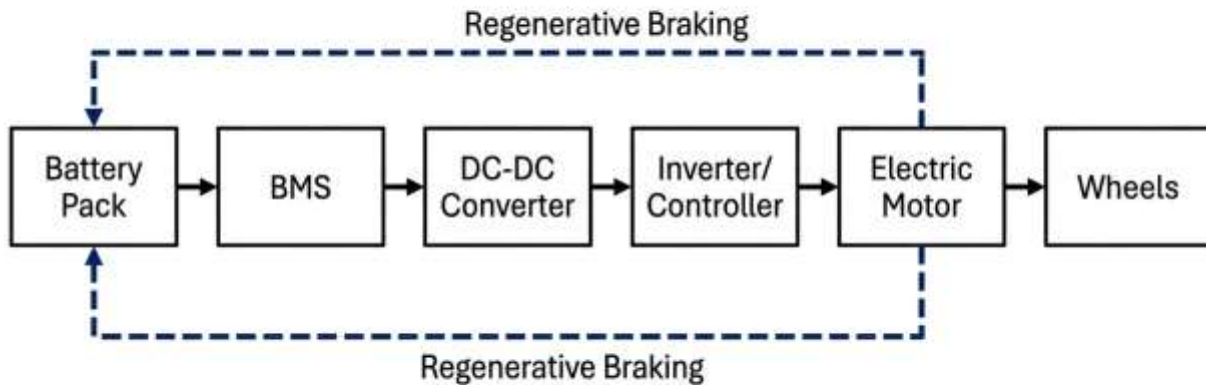 Regenerative Braking
Battery
Pack
BMS
DC-DC
Converter
Inverter/
Controller
Electric
Motor
Wheels
Regenerative Braking